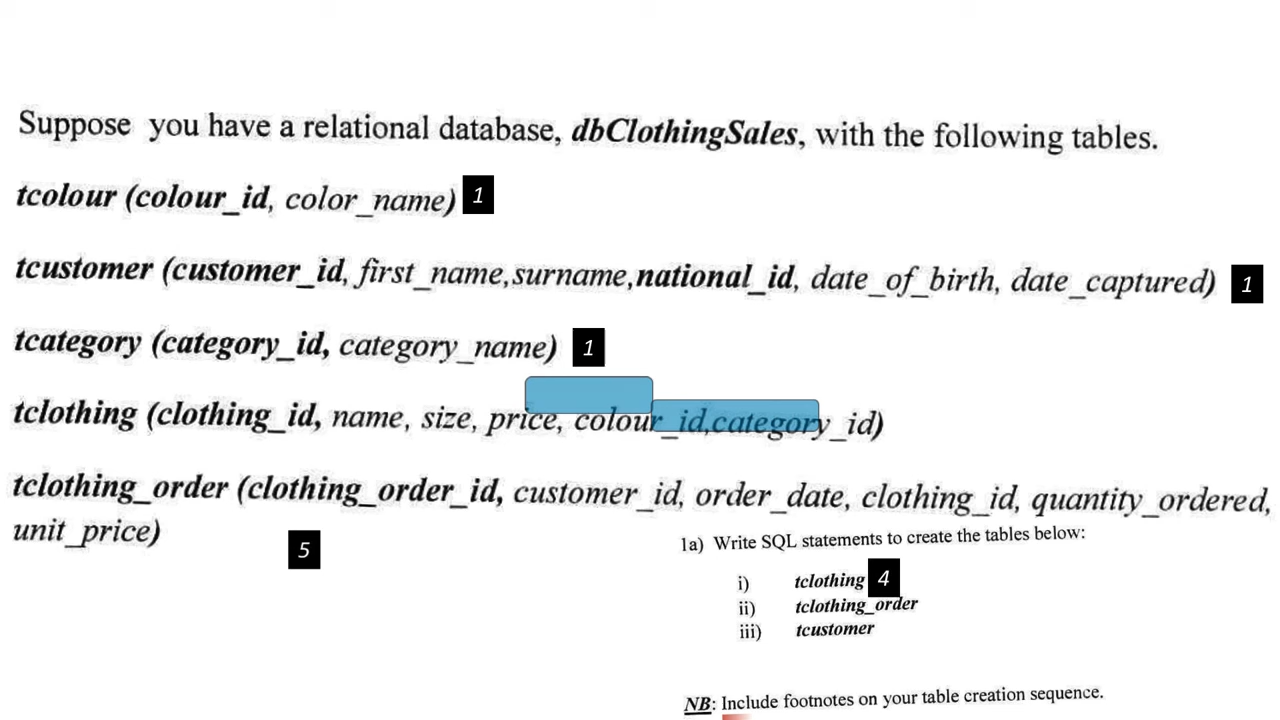 Suppose you have a relational database, dbClothingSales, with the following tables.
tcolour (colour_id, color_name) 1
tcustomer (customer_id, first_name,surname,national_id, date_of_birth, date_captured) 1
tcategory (category_id, category_name) 1
tclothing (clothing_id, name, size, price, colour_id,category_id)
tclothing_order (clothing_order_id, customer_id, order_date, clothing_id, quantity_ordered,
unit_price)
5
1a) Write SQL statements to create the tables below:
i) tclothing 4
ii) tclothing_order
iii) tcustomer
NB: Include footnotes on your table creation sequence.